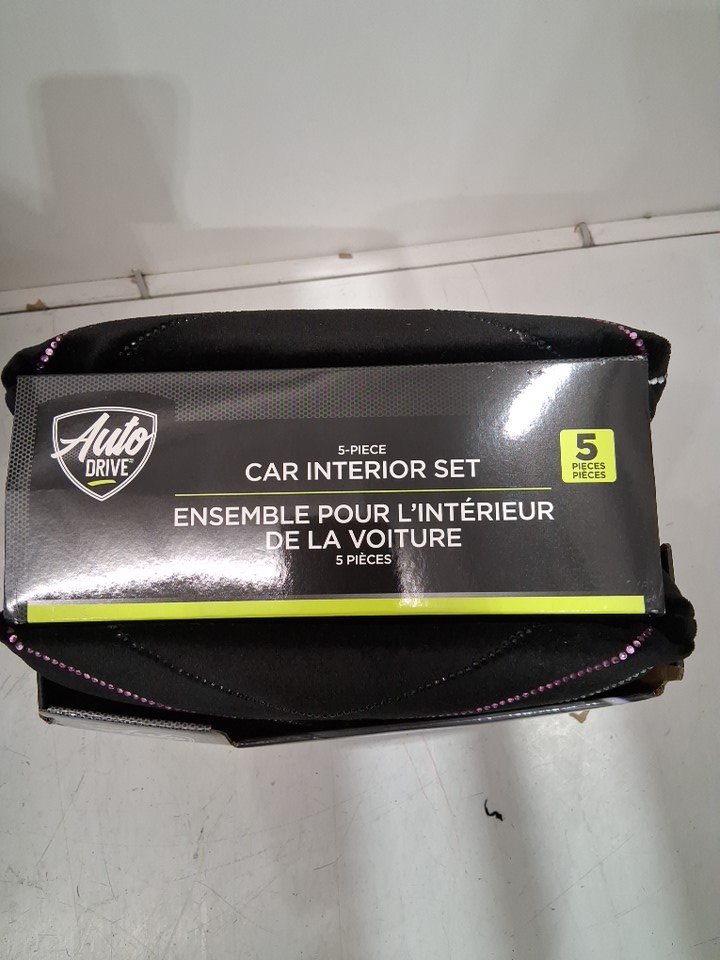 Auto
DRIVE
5-PIECE
CAR INTERIOR SET
ENSEMBLE POUR L'INTÉRIEUR
DE LA VOITURE
5 PIÈCES
5
PIECES
PIÈCES